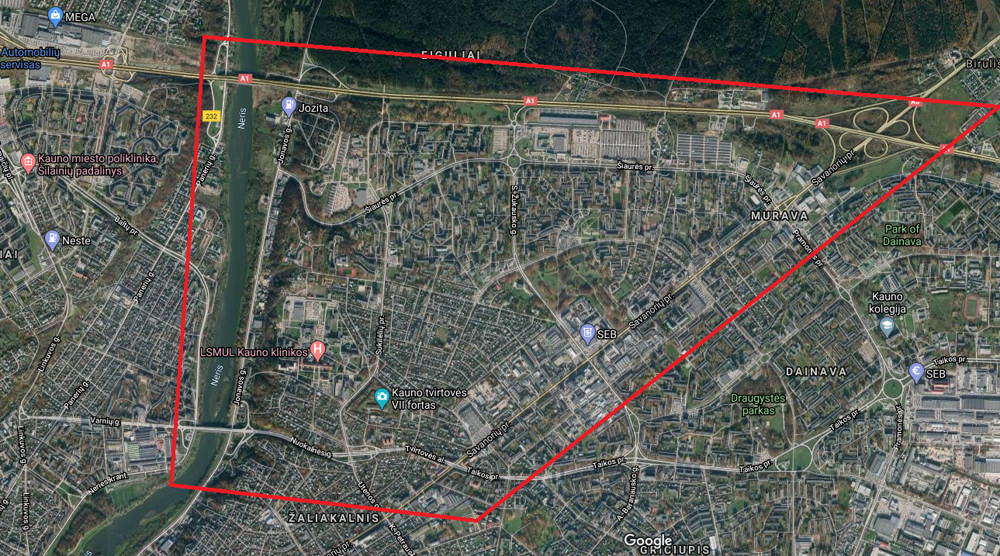 MEGA
EIGULIAI
Automobilių
servisas
A1
Biruliš
A1
A1
A6
Jozita
A1
A1
232
Neris
A1
Jonavos g.
Kauno miesto poliklinika,
Šilainių padalinys
Panerių g.
Šiaurės pr.
Savanorių pr.
Šiaurės pr.
Šiaurės pr.
S. Žukausko g.
MURAVA
Baltų pr.
Park of
Dainava
Neste
Pramonės pr.
IAI
Panerių g.
Kauno
kolegija
Savanorių pr.
Sukilėlių pr.
SEB
Linkuvos g.
LSMUL Kauno klinikos
Taikos pr.
Neris
DAINAVA
SEB
Jonavos g.
Panerių g.
Kauno tvirtovės
VII fortas
Draugystės
parkas
Varnių g.
Taikos pr.
Pramonės pr.
Savanorių pr.
Linkuvos g.
Nuokalnės g.
Tvirtovės al.
Taikos pr.
Taikos pr.
Taikos pr.
Neries krant.
Utenos g.
A. Baranausko g.
Linkuvos g.
ŽALIAKALNIS
K. Petrausk
Google
GRIČIUPIS